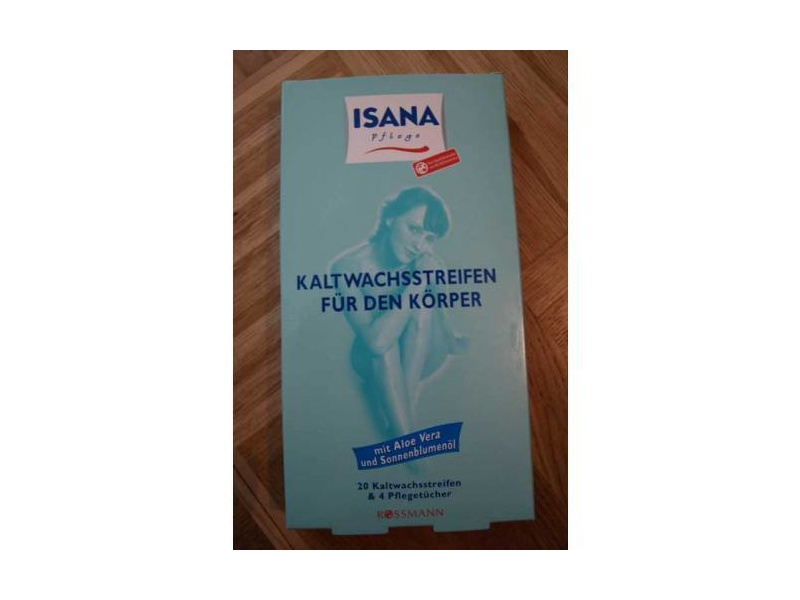 ISANA
Pflege
KALTWACHSSTREIFEN
FÜR DEN KÖRPER
mit Aloe Vera
und Sonnenblumenöl
20 Kaltwachsstreifen
& 4 Pflegetücher
ROSSMANN